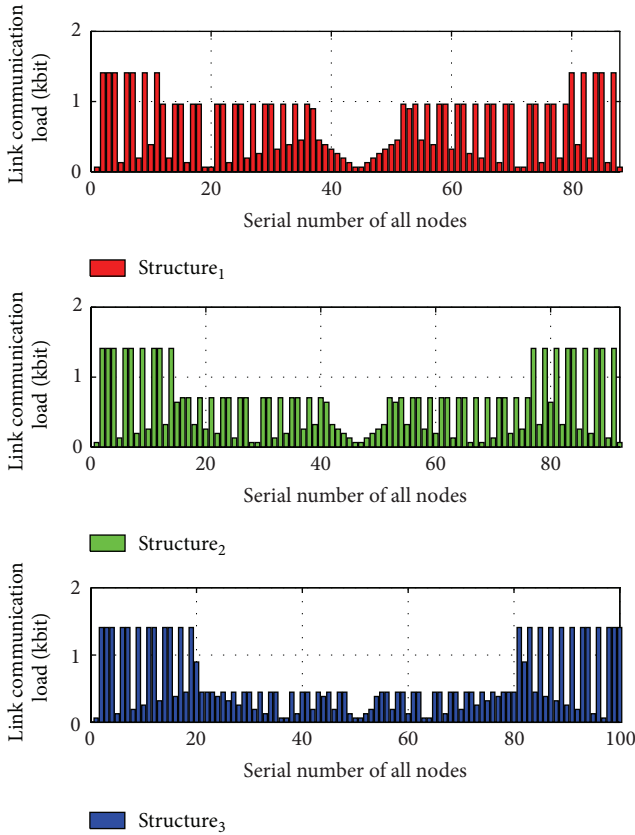 2
1
0
Link communication
load (kbit)
0 20 40 60 80
Serial number of all nodes
Structure₁
2
1
0
Link communication
load (kbit)
0 20 40 60 80
Serial number of all nodes
Structure₂
2
1
0
Link communication
load (kbit)
0 20 40 60 80 100
Serial number of all nodes
Structure₃